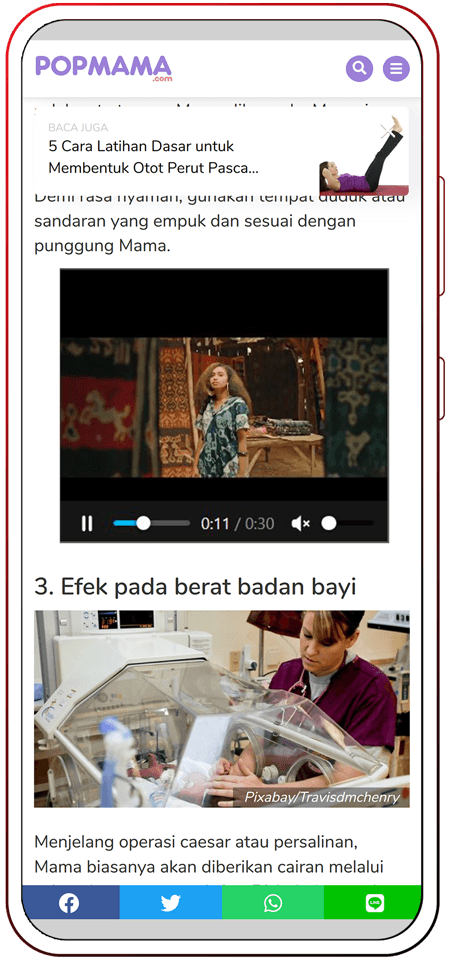 POPMAMA
.com
BACA JUGA
5 Cara Latihan Dasar untuk
Membentuk Otot Perut Pasca...
Demi rasa nyaman, gunakan tempat duduk atau
sandaran yang empuk dan sesuai dengan
punggung Mama.
0:11 / 0:30
3. Efek pada berat badan bayi
Pixabay/Travisdmchenry
Menjelang operasi caesar atau persalinan,
Mama biasanya akan diberikan cairan melalui
LINE